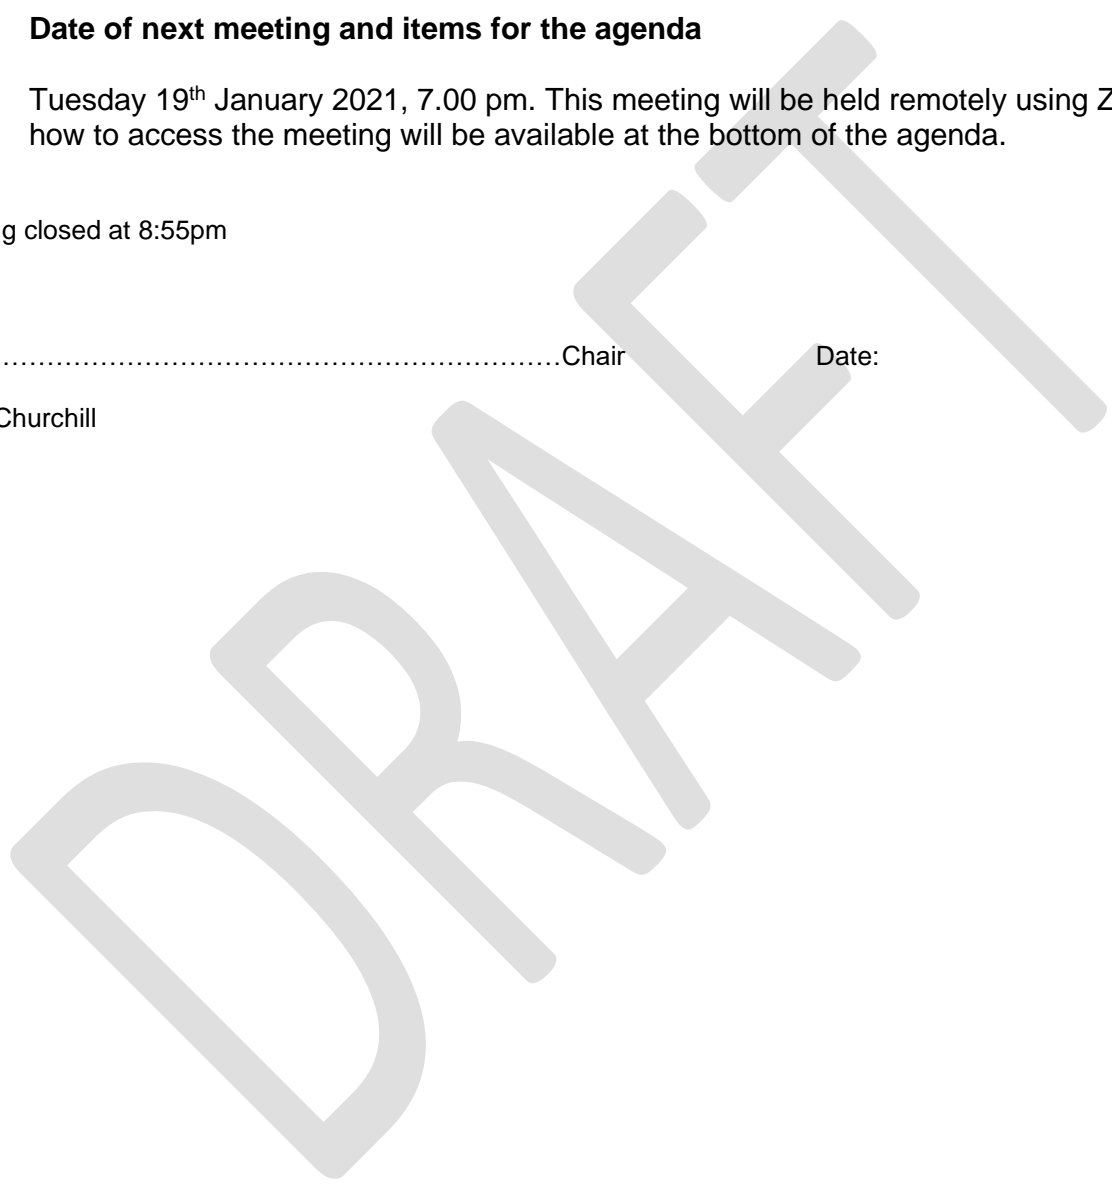 Date of next meeting and items for the agenda
Tuesday 19th January 2021, 7.00 pm. This meeting will be held remotely using
how to access the meeting will be available at the bottom of the agenda.
closed at 8:55pm
……………………………………………………Chair Date:
Churchill
DRAFT